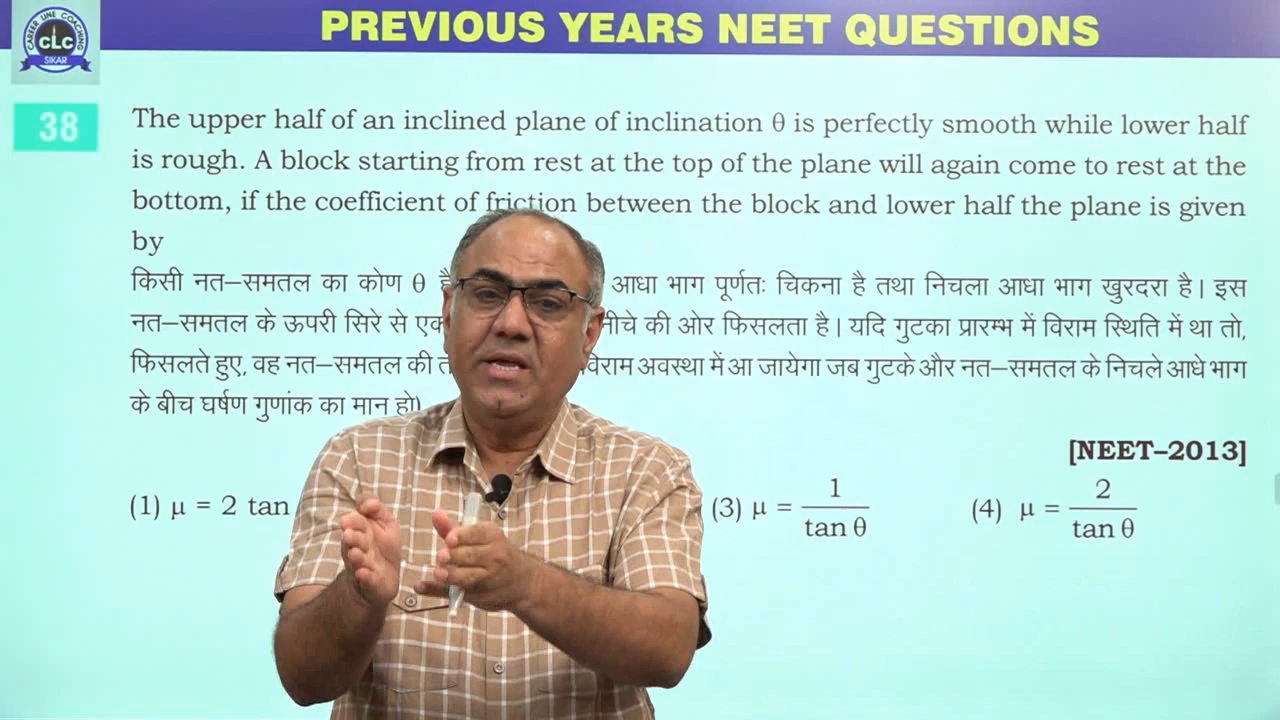 PREVIOUS YEARS NEET QUESTIONS
CAREER LINE COACHING
CLC
SIKAR
38
The upper half of an inclined plane of inclination θ is perfectly smooth while lower half
is rough. A block starting from rest at the top of the plane will again come to rest at the
bottom, if the coefficient of friction between the block and lower half the plane is given
by
किसी नत–समतल का कोण θ आधा भाग पूर्णतः चिकना है तथा निचला आधा भाग खुरदरा है। इस
नत–समतल के ऊपरी सिरे से नीचे की ओर फिसलता है। यदि गुटका प्रारम्भ में विराम स्थिति में था तो,
फिसलते हुए, वह नत–समतल की विराम अवस्था में आ जायेगा जब गुटके और नत–समतल के निचले आधे भाग
के बीच घर्षण गुणांक का मान हो)
[NEET–2013]
(1) μ = 2 tan (3) μ = 1/tan θ (4) μ = 2/tan θ